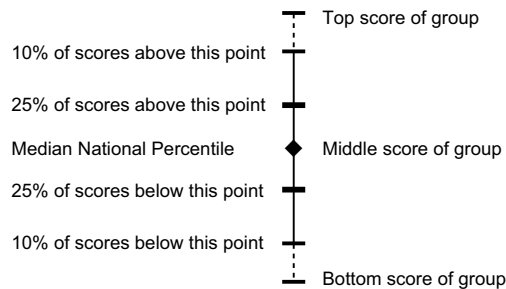 Top score of group
10% of scores above this point
25% of scores above this point
Median National Percentile
Middle score of group
25% of scores below this point
10% of scores below this point
Bottom score of group